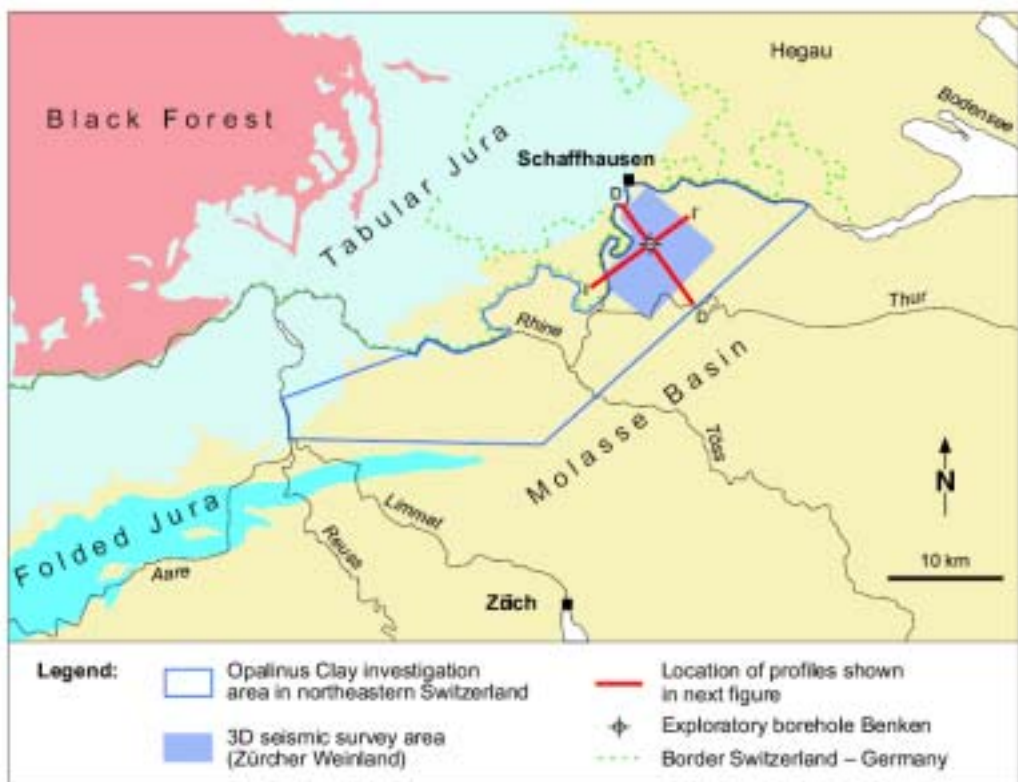 Black Forest
Tabular Jura
Hegau
Bodensee
Schaffhausen
D
I'
I
D'
Rhine
Thur
Molasse Basin
Töss
N
Folded Jura
Limmat
Reuss
Aare
Zäich
10 km
Legend:
Opalinus Clay investigation
area in northeastern Switzerland
3D seismic survey area
(Zürcher Weinland)
Location of profiles shown
in next figure
Exploratory borehole Benken
Border Switzerland – Germany